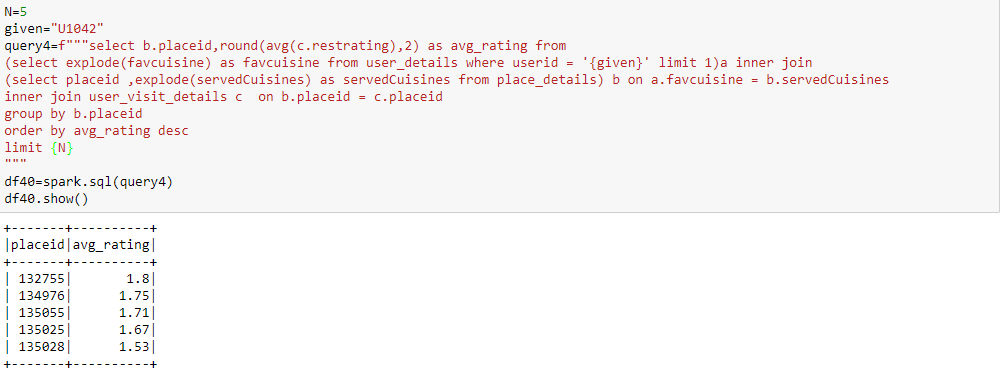 N=5
given="U1042"
query4=f"""select b.placeid,round(avg(c.restrating),2) as avg_rating from
(select explode(favcuisine) as favcuisine from user_details where userid = '{given}' limit 1)a inner join
(select placeid ,explode(servedCuisines) as servedCuisines from place_details) b on a.favcuisine = b.servedCuisines
inner join user_visit_details c  on b.placeid = c.placeid
group by b.placeid
order by avg_rating desc
limit {N}
"""
df40=spark.sql(query4)
df40.show()
+-------+----------+
|placeid|avg_rating|
+-------+----------+
| 132755|       1.8|
| 134976|      1.75|
| 135055|      1.71|
| 135025|      1.67|
| 135028|      1.53|
+-------+----------+